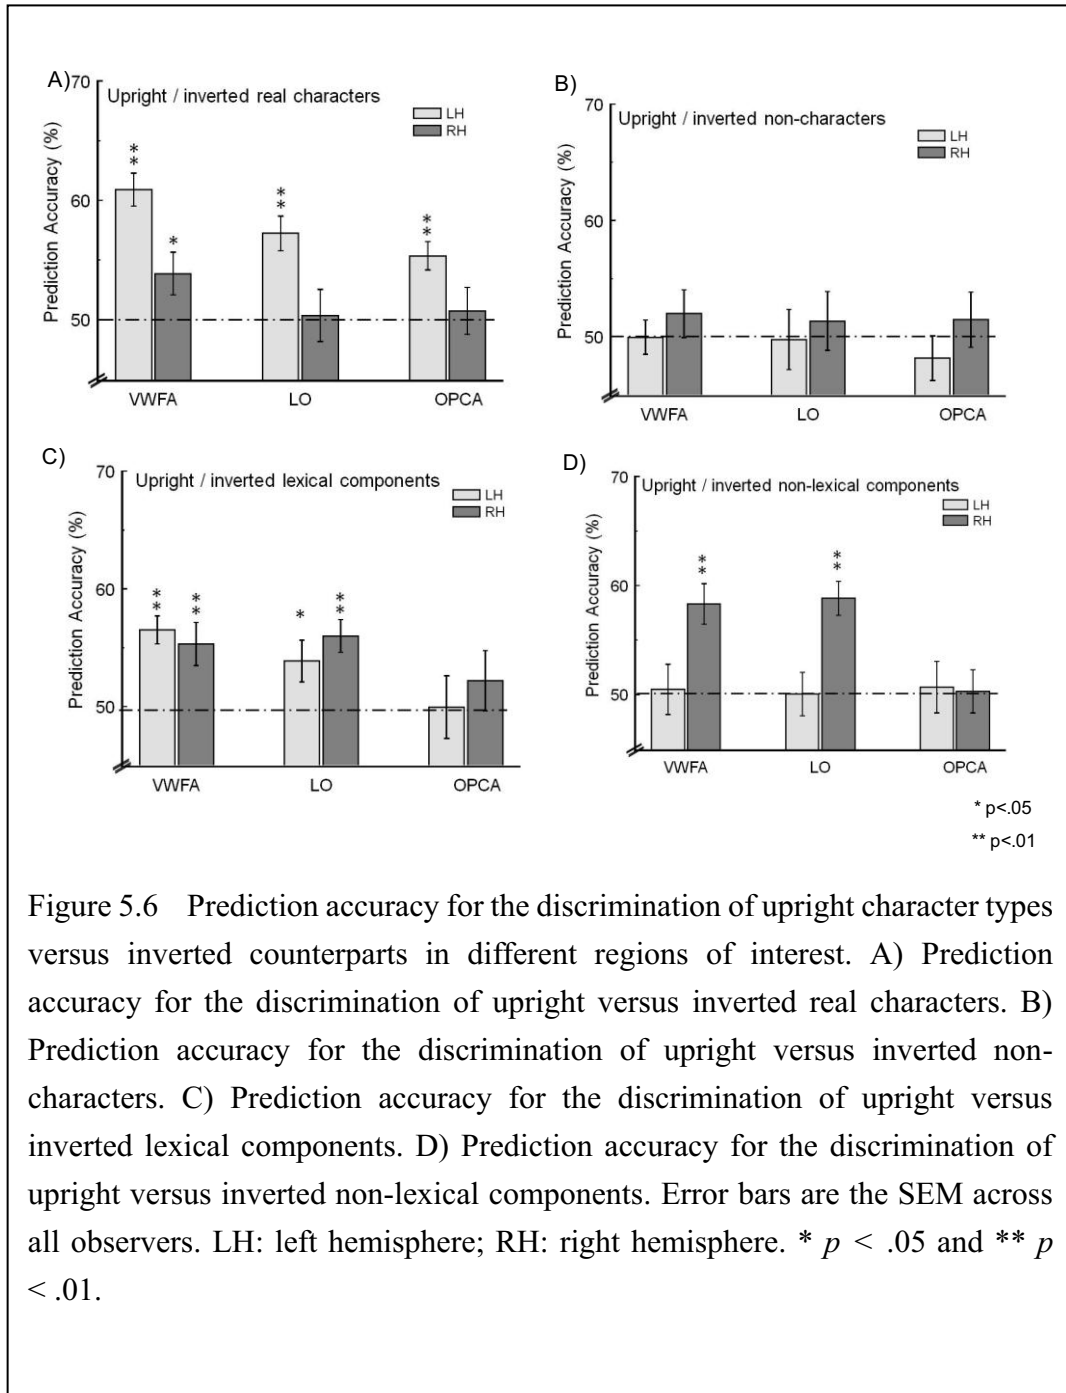 A)
70
Upright / inverted real characters
LH
RH
**
60
**
*
**
50
Prediction Accuracy (%)
VWFA LO OPCA
B)
70
Upright / inverted non-characters
LH
RH
60
50
Prediction Accuracy (%)
VWFA LO OPCA
C)
70
Upright / inverted lexical components
LH
RH
60
** ** * **
50
Prediction Accuracy (%)
VWFA LO OPCA
D)
70
Upright / inverted non-lexical components
LH
RH
** **
60
50
Prediction Accuracy (%)
VWFA LO OPCA
* p<.05
** p<.01
Figure 5.6 Prediction accuracy for the discrimination of upright character types
versus inverted counterparts in different regions of interest. A) Prediction
accuracy for the discrimination of upright versus inverted real characters. B)
Prediction accuracy for the discrimination of upright versus inverted non-
characters. C) Prediction accuracy for the discrimination of upright versus
inverted lexical components. D) Prediction accuracy for the discrimination of
upright versus inverted non-lexical components. Error bars are the SEM across
all observers. LH: left hemisphere; RH: right hemisphere. * p < .05 and ** p
< .01.